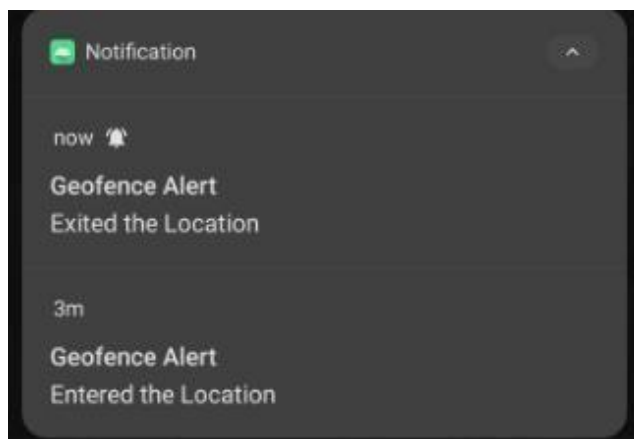 Notification
now
Geofence Alert
Exited the Location
3m
Geofence Alert
Entered the Location